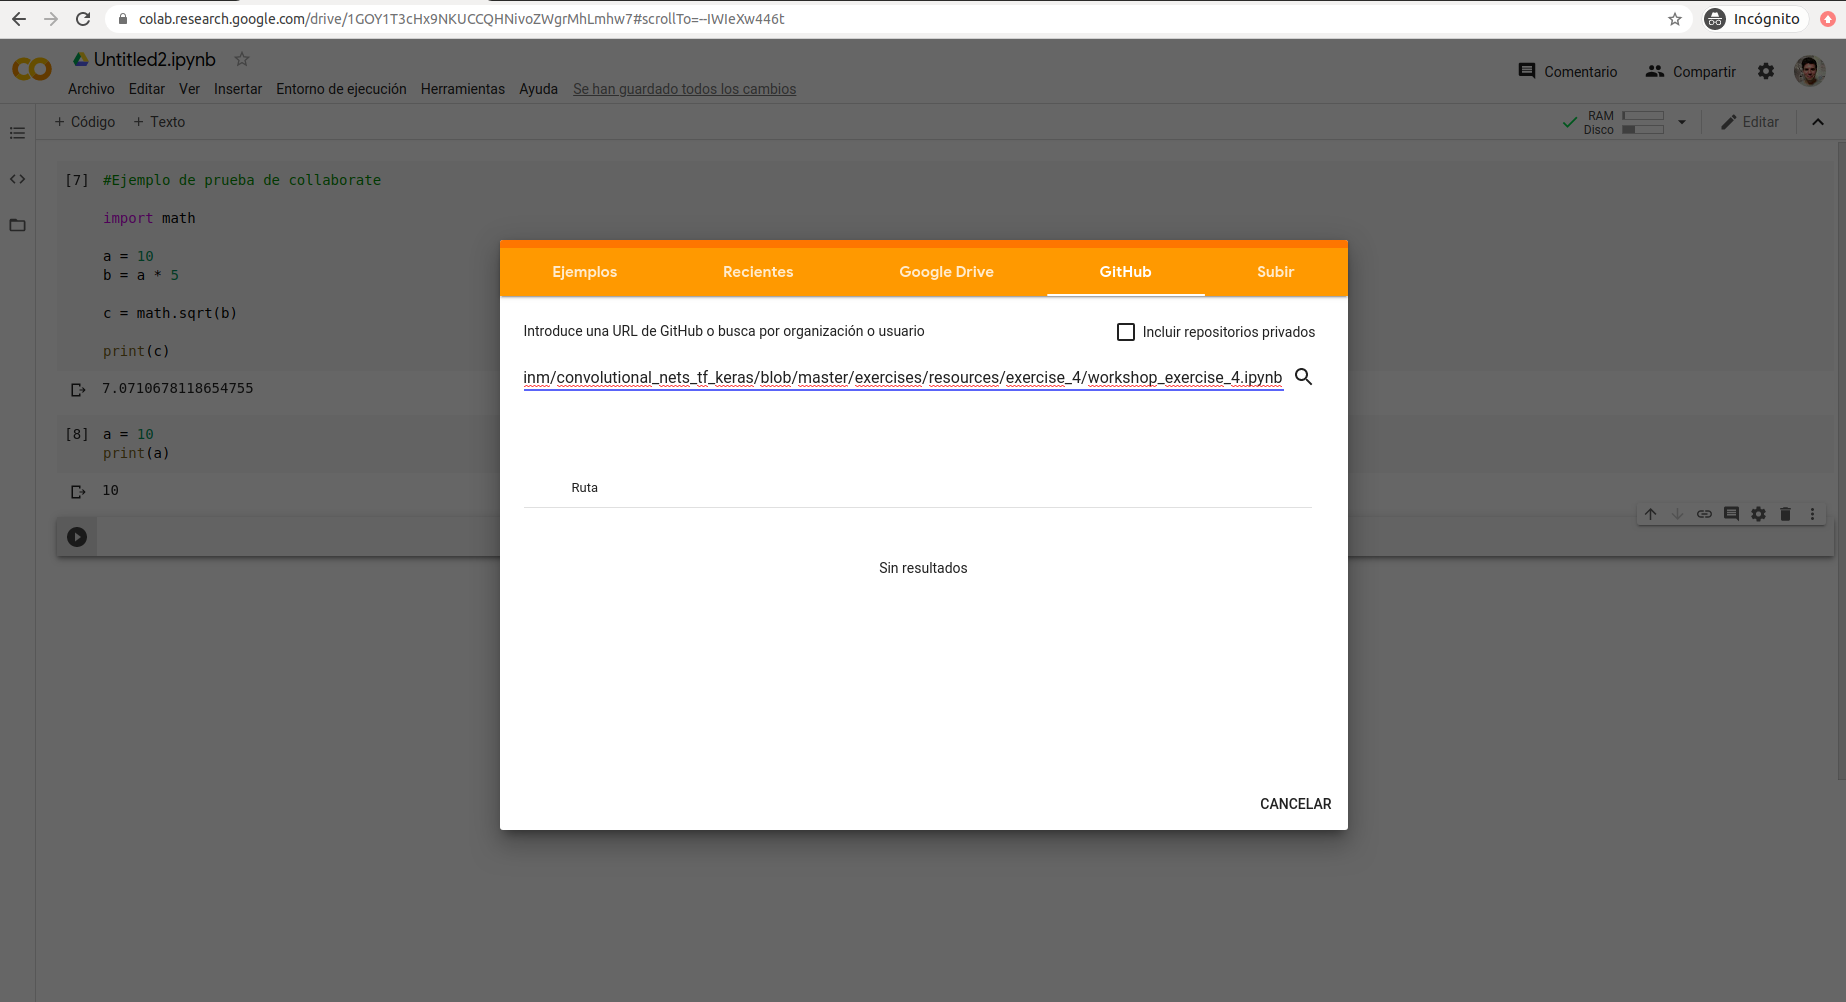 colab.research.google.com/drive/1GOY1T3cHx9NKUCCQHNivoZWgrMhLmhw7#scrollTo=--IWIeXw446t
Incógnito
CO
Untitled2.ipynb
Archivo Editar Ver Insertar Entorno de ejecución Herramientas Ayuda Se han guardado todos los cambios
Comentario Compartir
+ Código + Texto
RAM
Disco
Editar
[7] #Ejemplo de prueba de collaborate
import math
a = 10
b = a * 5
c = math.sqrt(b)
print(c)
7.0710678118654755
[8] a = 10
print(a)
10
Ejemplos Recientes Google Drive GitHub Subir
Introduce una URL de GitHub o busca por organización o usuario
Incluir repositorios privados
inm/convolutional_nets_tf_keras/blob/master/exercises/resources/exercise_4/workshop_exercise_4.ipynb
Ruta
Sin resultados
CANCELAR